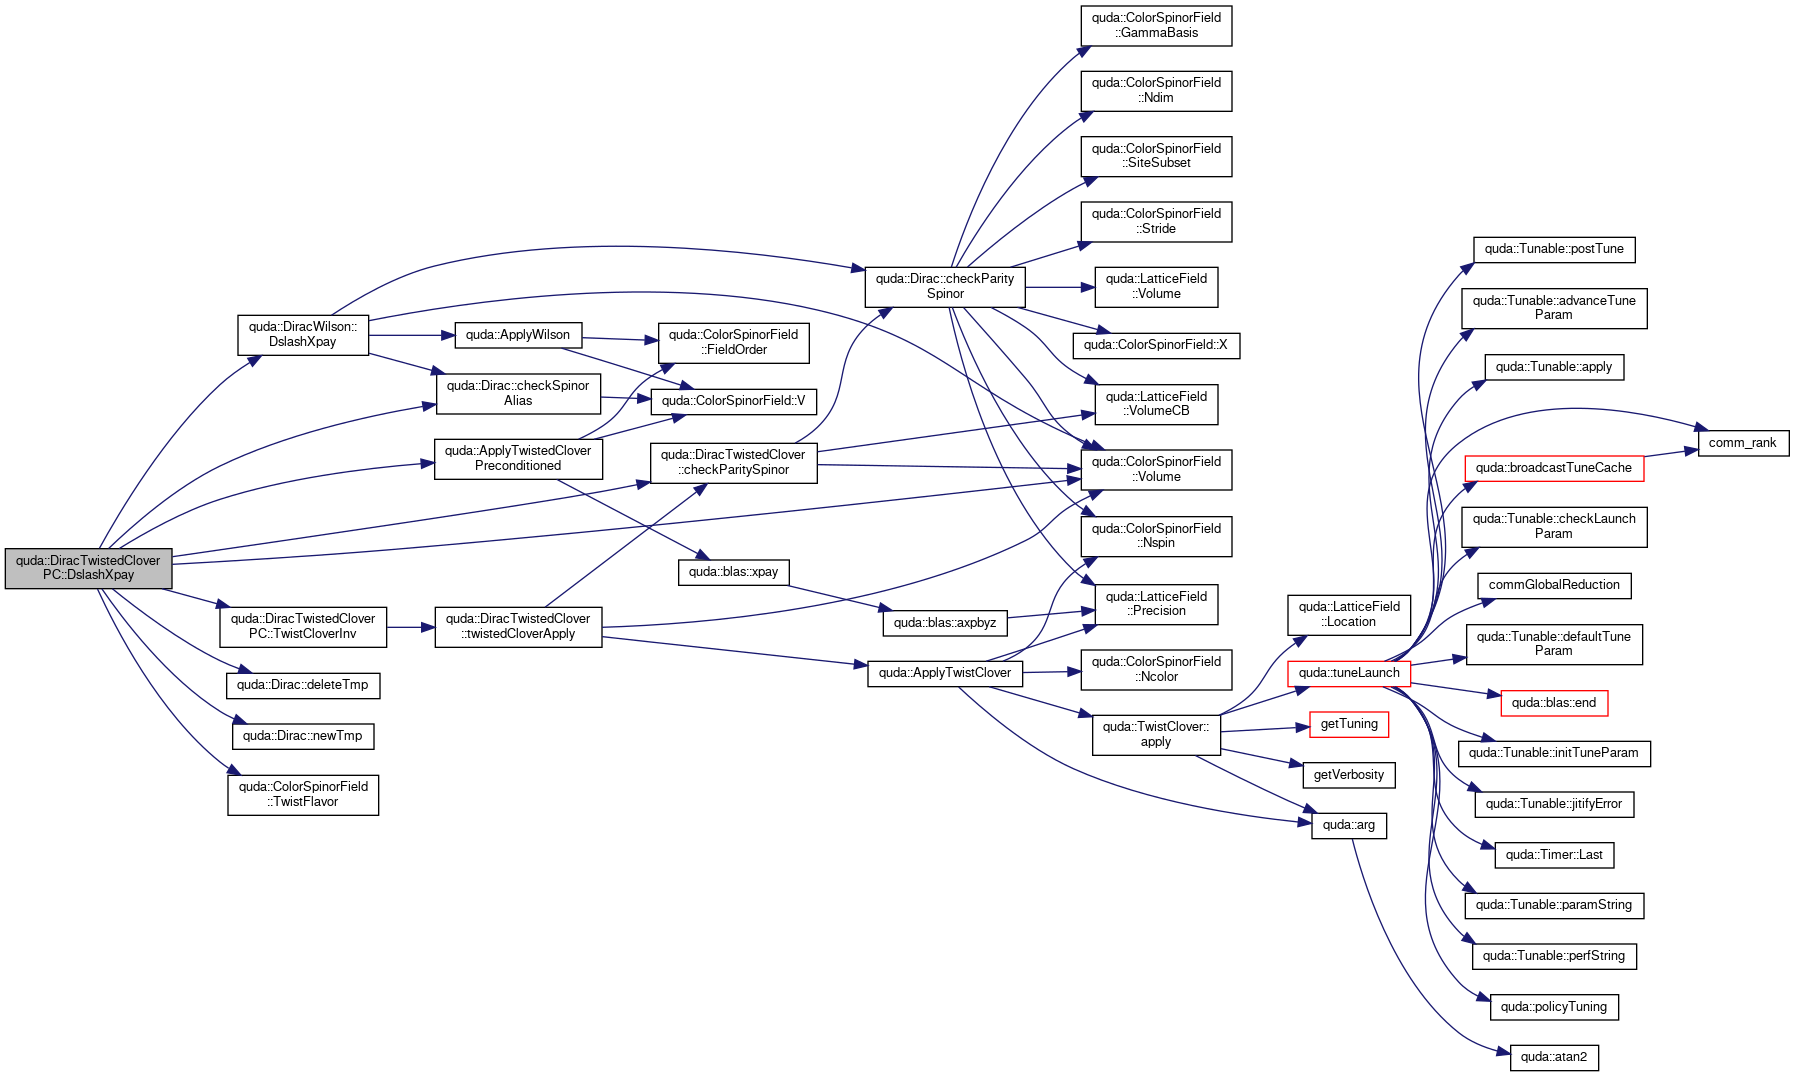 quda::DiracTwistedClover
PC::DslashXpay
quda::DiracWilson::
DslashXpay
quda::DiracTwistedClover
PC::TwistCloverInv
quda::Dirac::deleteTmp
quda::Dirac::newTmp
quda::ColorSpinorField
::TwistFlavor
quda::ApplyWilson
quda::Dirac::checkSpinor
Alias
quda::ApplyTwistedClover
Preconditioned
quda::DiracTwistedClover
::twistedCloverApply
quda::ColorSpinorField
::FieldOrder
quda::ColorSpinorField::V
quda::DiracTwistedClover
::checkParitySpinor
quda::blas::xpay
quda::Dirac::checkParity
Spinor
quda::blas::axpbyz
quda::ApplyTwistClover
quda::ColorSpinorField
::GammaBasis
quda::ColorSpinorField
::Ndim
quda::ColorSpinorField
::SiteSubset
quda::ColorSpinorField
::Stride
quda::LatticeField
::Volume
quda::ColorSpinorField::X
quda::LatticeField
::VolumeCB
quda::ColorSpinorField
::Volume
quda::ColorSpinorField
::Nspin
quda::LatticeField
::Precision
quda::ColorSpinorField
::Ncolor
quda::TwistClover::
apply
quda::LatticeField
::Location
quda::tuneLaunch
getTuning
getVerbosity
quda::arg
quda::Tunable::postTune
quda::Tunable::advanceTune
Param
quda::Tunable::apply
comm_rank
quda::broadcastTuneCache
quda::Tunable::checkLaunch
Param
commGlobalReduction
quda::Tunable::defaultTune
Param
quda::blas::end
quda::Tunable::initTuneParam
quda::Tunable::jitifyError
quda::Timer::Last
quda::Tunable::paramString
quda::Tunable::perfString
quda::policyTuning
quda::atan2